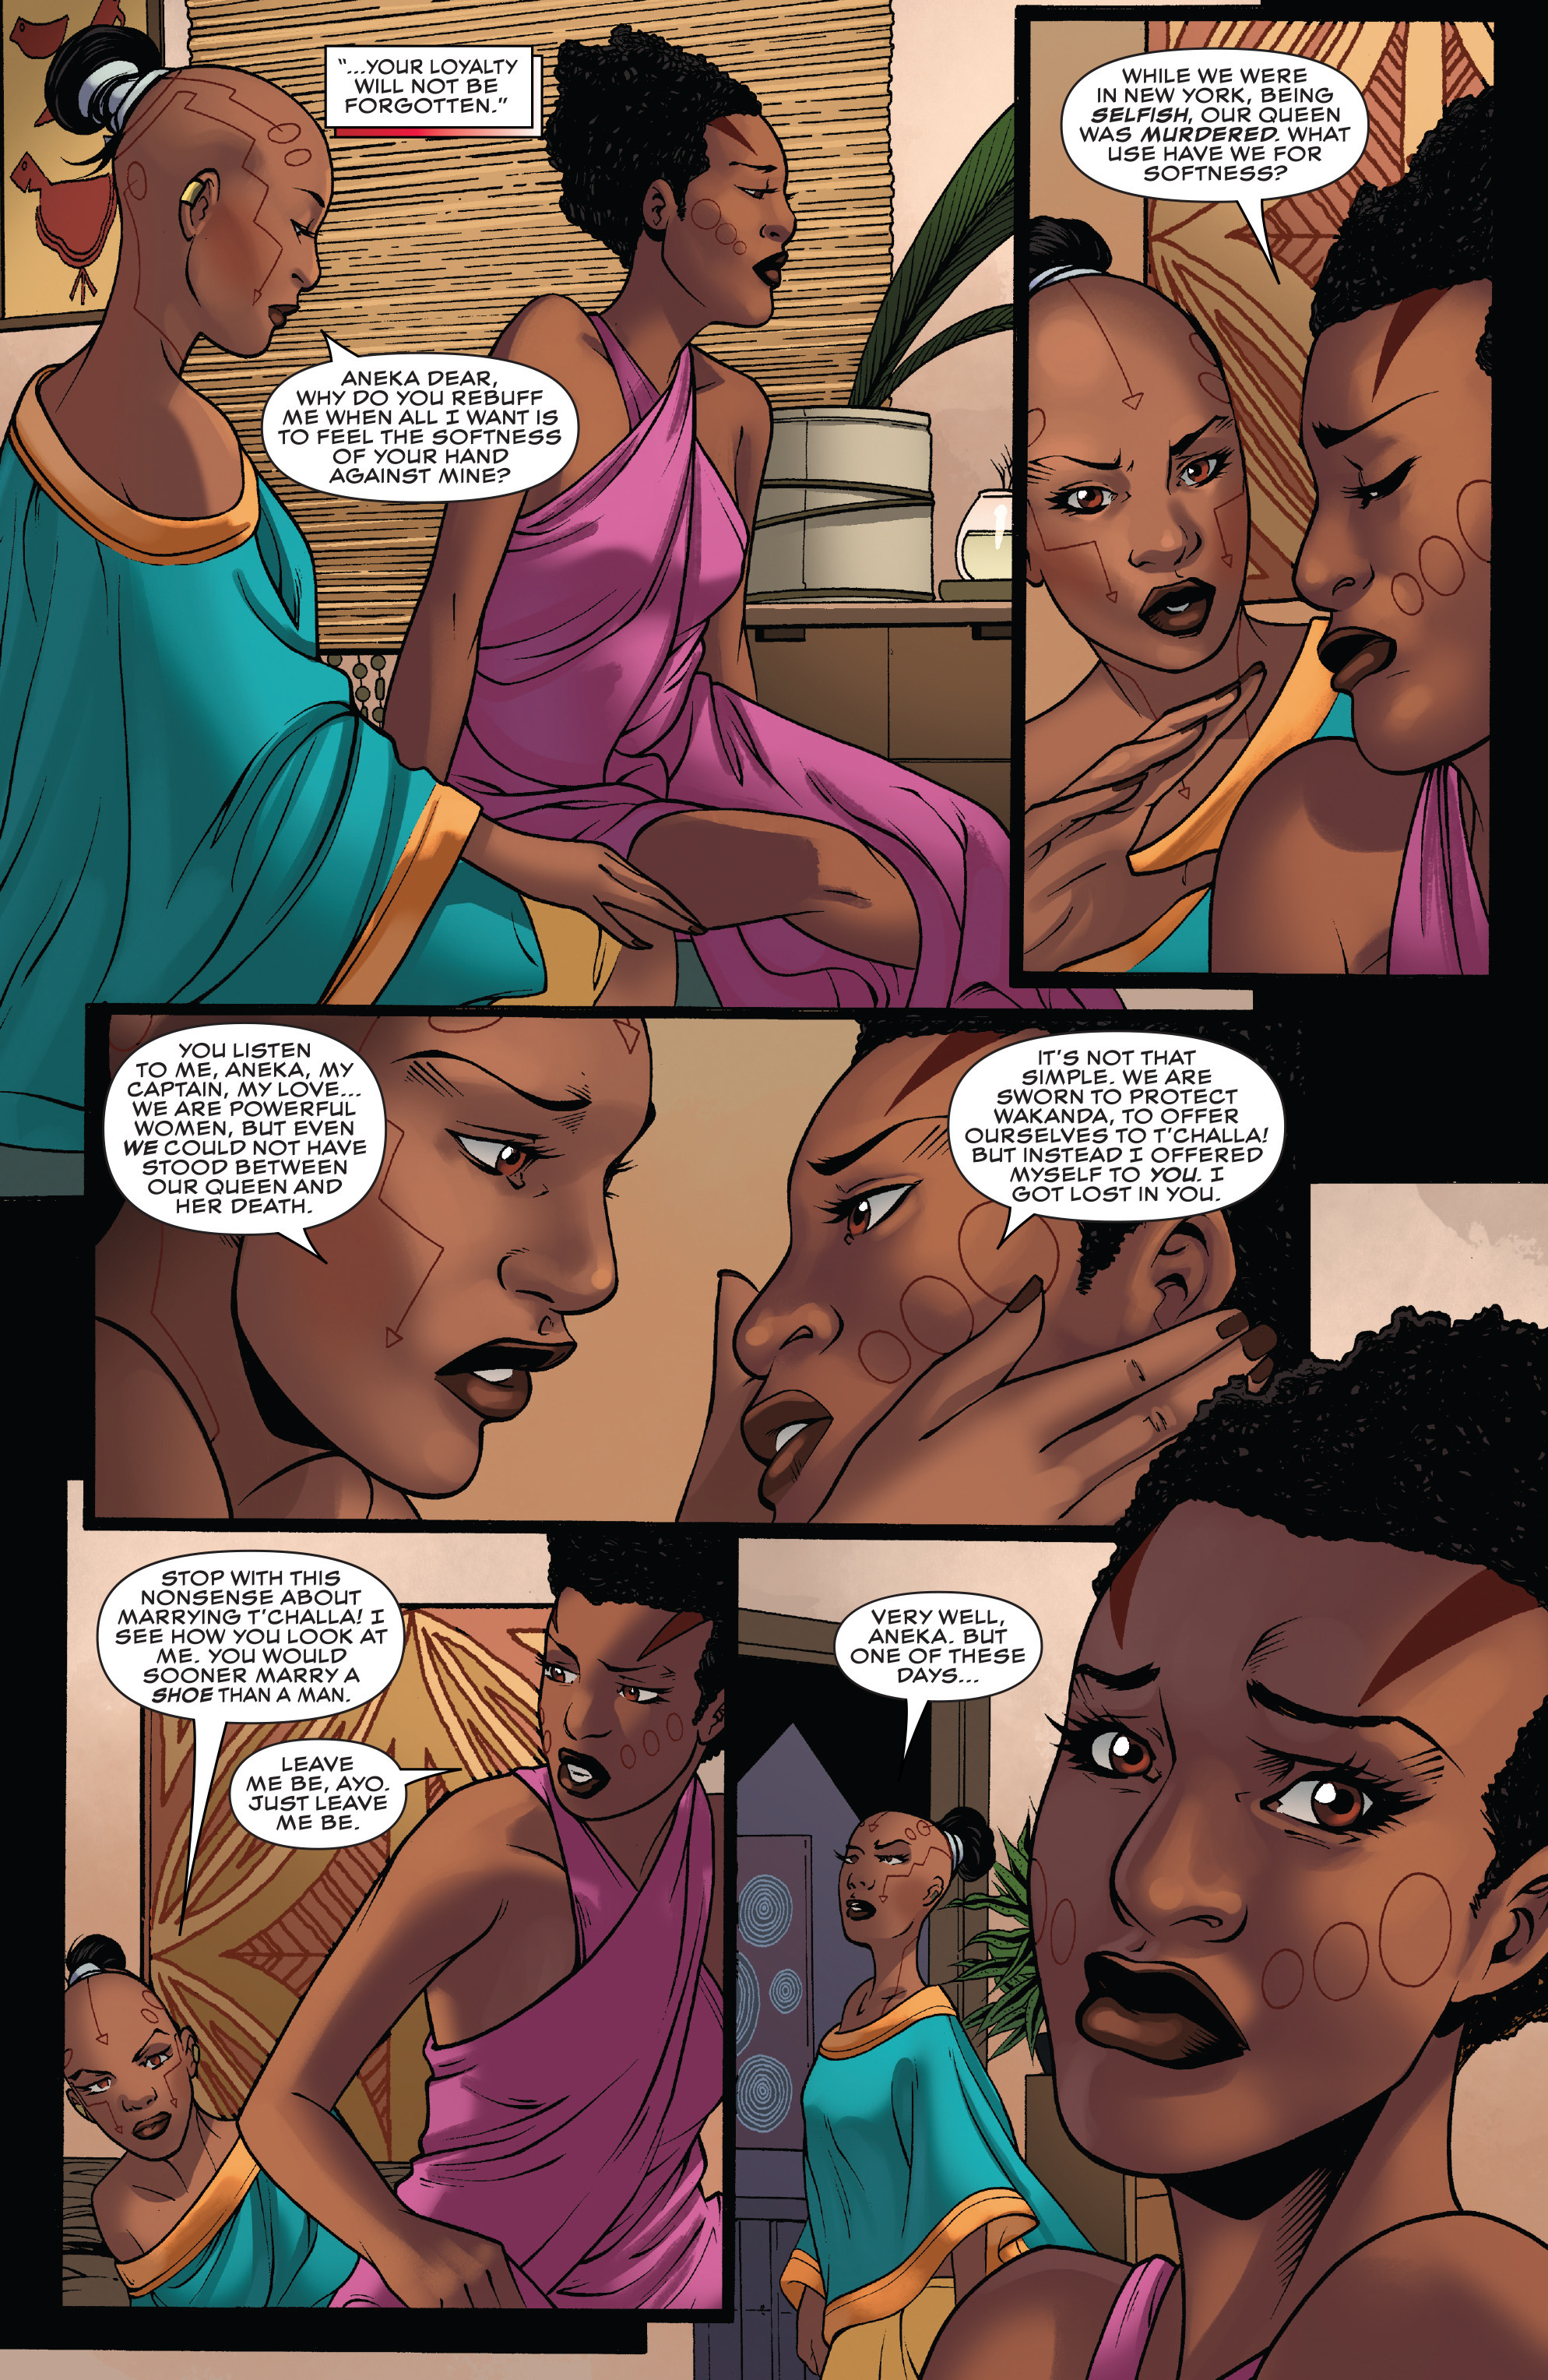 "...YOUR LOYALTY
WILL NOT BE
FORGOTTEN."
ANEKA DEAR,
WHY DO YOU REBUFF
ME WHEN ALL I WANT IS
TO FEEL THE SOFTNESS
OF YOUR HAND
AGAINST MINE?
WHILE WE WERE
IN NEW YORK, BEING
SELFISH, OUR QUEEN
WAS MURDERED. WHAT
USE HAVE WE FOR
SOFTNESS?
YOU LISTEN
TO ME, ANEKA, MY
CAPTAIN, MY LOVE...
WE ARE POWERFUL
WOMEN, BUT EVEN
WE COULD NOT HAVE
STOOD BETWEEN
OUR QUEEN AND
HER DEATH.
IT'S NOT THAT
SIMPLE. WE ARE
SWORN TO PROTECT
WAKANDA, TO OFFER
OURSELVES TO T'CHALLA!
BUT INSTEAD I OFFERED
MYSELF TO YOU. I
GOT LOST IN YOU.
STOP WITH THIS
NONSENSE ABOUT
MARRYING T'CHALLA! I
SEE HOW YOU LOOK AT
ME. YOU WOULD
SOONER MARRY A
SHOE THAN A MAN.
LEAVE
ME BE, AYO.
JUST LEAVE
ME BE.
VERY WELL,
ANEKA. BUT
ONE OF THESE
DAYS...